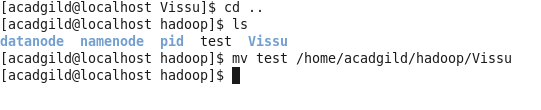 [acadgild@localhost Vissu]$ cd ..
[acadgild@localhost hadoop]$ ls
datanode  namenode  pid  test  Vissu
[acadgild@localhost hadoop]$ mv test /home/acadgild/hadoop/Vissu
[acadgild@localhost hadoop]$